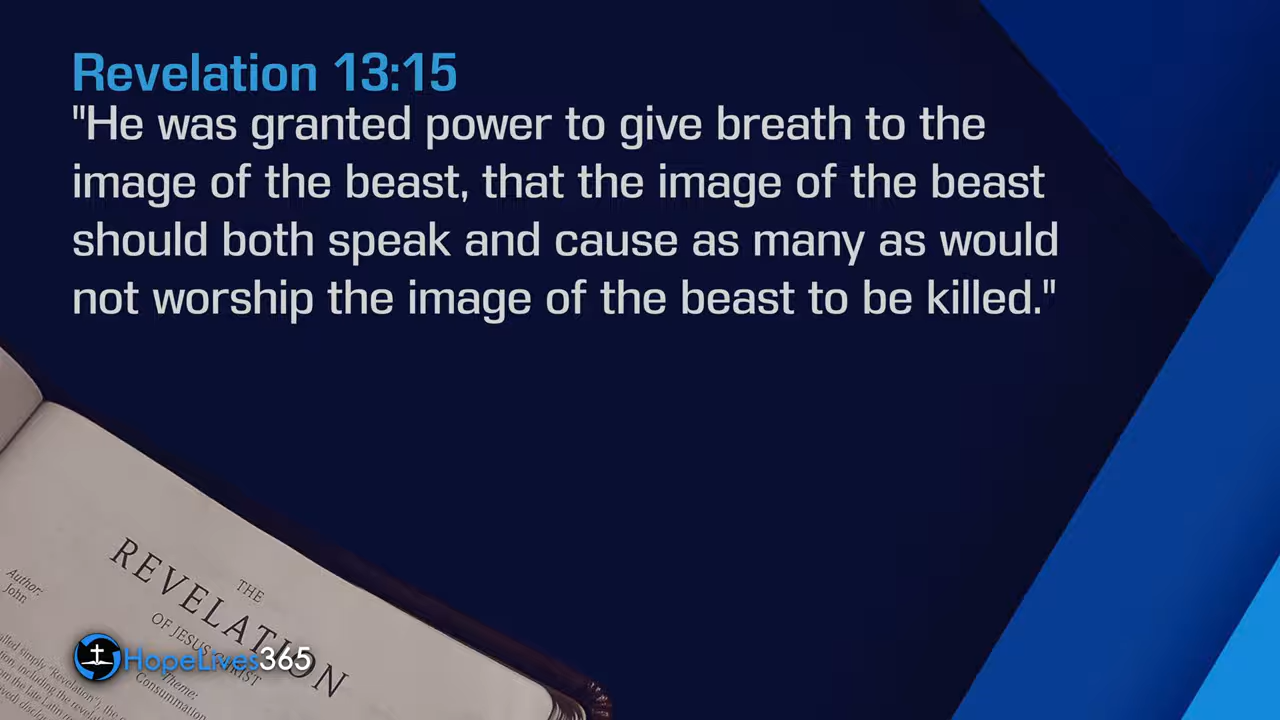 Revelation 13:15
"He was granted power to give breath to the
image of the beast, that the image of the beast
should both speak and cause as many as would
not worship the image of the beast to be killed."
THE
REVELATION
OF JESUS CHRIST
Author:
John
Theme:
Consummation
HopeLives365